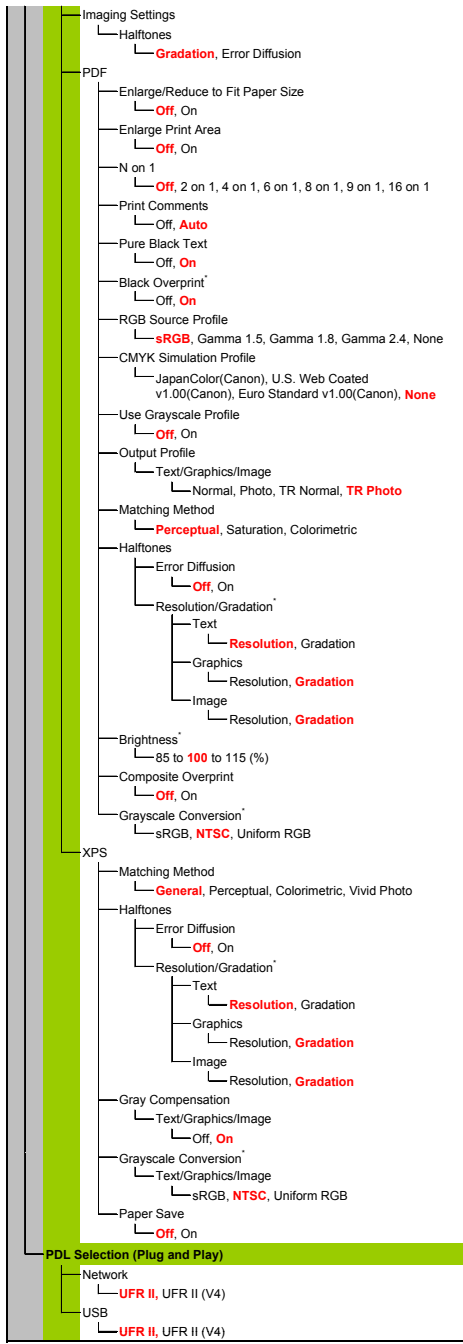 Imaging Settings
Halftones
Gradation, Error Diffusion
PDF
Enlarge/Reduce to Fit Paper Size
Off, On
Enlarge Print Area
Off, On
N on 1
Off, 2 on 1, 4 on 1, 6 on 1, 8 on 1, 9 on 1, 16 on 1
Print Comments
Off, Auto
Pure Black Text
Off, On
Black Overprint*
Off, On
RGB Source Profile
sRGB, Gamma 1.5, Gamma 1.8, Gamma 2.4, None
CMYK Simulation Profile
JapanColor(Canon), U.S. Web Coated
v1.00(Canon), Euro Standard v1.00(Canon), None
Use Grayscale Profile
Off, On
Output Profile
Text/Graphics/Image
Normal, Photo, TR Normal, TR Photo
Matching Method
Perceptual, Saturation, Colorimetric
Halftones
Error Diffusion
Off, On
Resolution/Gradation*
Text
Resolution, Gradation
Graphics
Resolution, Gradation
Image
Resolution, Gradation
Brightness*
85 to 100 to 115 (%)
Composite Overprint
Off, On
Grayscale Conversion*
sRGB, NTSC, Uniform RGB
XPS
Matching Method
General, Perceptual, Colorimetric, Vivid Photo
Halftones
Error Diffusion
Off, On
Resolution/Gradation*
Text
Resolution, Gradation
Graphics
Resolution, Gradation
Image
Resolution, Gradation
Gray Compensation
Text/Graphics/Image
Off, On
Grayscale Conversion*
Text/Graphics/Image
sRGB, NTSC, Uniform RGB
Paper Save
Off, On
PDL Selection (Plug and Play)
Network
UFR II, UFR II (V4)
USB
UFR II, UFR II (V4)